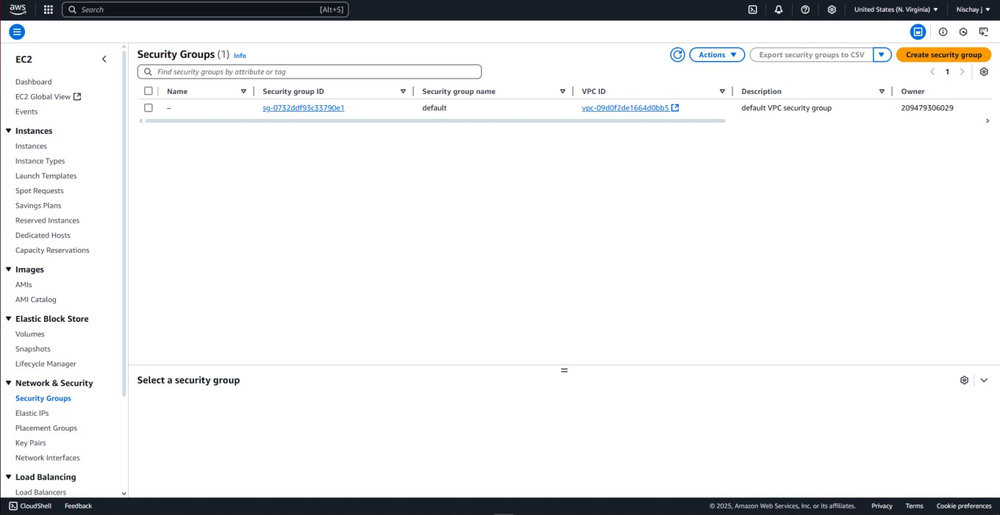 aws
Search [Alt+S]
United States (N. Virginia)
Nischay j
EC2
Dashboard
EC2 Global View
Events
Instances
Instances
Instance Types
Launch Templates
Spot Requests
Savings Plans
Reserved Instances
Dedicated Hosts
Capacity Reservations
Images
AMIs
AMI Catalog
Elastic Block Store
Volumes
Snapshots
Lifecycle Manager
Network & Security
Security Groups
Elastic IPs
Placement Groups
Key Pairs
Network Interfaces
Load Balancing
Load Balancers
Security Groups (1) Info
Actions
Export security groups to CSV
Create security group
Find security groups by attribute or tag
1
Name Security group ID Security group name VPC ID Description Owner
– sg-0732ddf93c33790e1 default vpc-09d0f2de1664d0bb5 default VPC security group 209479306029
Select a security group
CloudShell Feedback
© 2025, Amazon Web Services, Inc. or its affiliates. Privacy Terms Cookie preferences